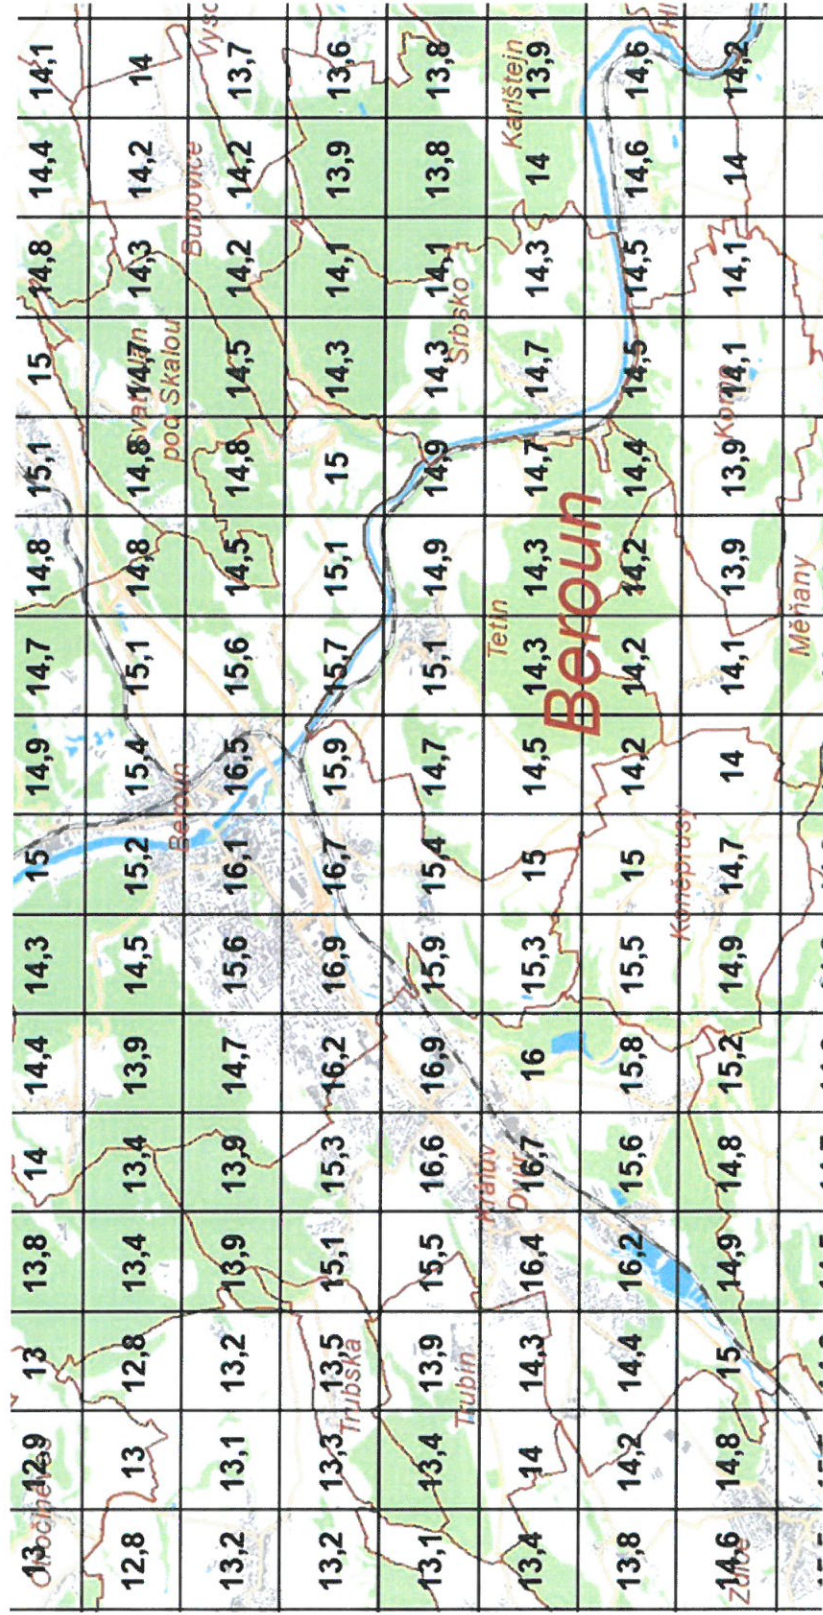 13 12,9 13 13,8 14 14,4 14,3 15 14,9 14,7 14,8 15,1 15 14,8 14,4 14,1
Otročiněves
12,8 13 12,8 13,4 13,4 13,9 14,5 15,2 15,4 15,1 14,8 14,8 14,7 14,3 14,2 14
Svatý Jan
pod Skalou
Beroun Bubovice
13,2 13,1 13,2 13,9 13,9 14,7 15,6 16,1 16,5 15,6 14,5 14,8 14,5 14,2 14,2 13,7
13,2 13,3 13,5 15,1 15,3 16,2 16,9 16,7 15,9 15,7 15,1 15 14,3 14,1 13,9 13,6
Trubská
13,1 13,4 13,9 15,5 16,6 16,9 15,9 15,4 14,7 15,1 14,9 14,9 14,3 14,1 13,8 13,8
Trubín Srbsko
Králův
Dvůr
Tetín Karlštejn
13,4 14 14,3 16,4 16,7 16 15,3 15 14,5 14,3 14,3 14,7 14,7 14,3 14 13,9
Beroun
13,8 14,2 14,4 16,2 15,6 15,8 15,5 15 14,2 14,2 14,2 14,4 14,5 14,5 14,6 14,6
Koněprusy Korno
14,6 14,8 15 14,9 14,8 15,2 14,9 14,7 14 14,1 13,9 13,9 14,1 14,1 14 14,2
Zdice
Měňany